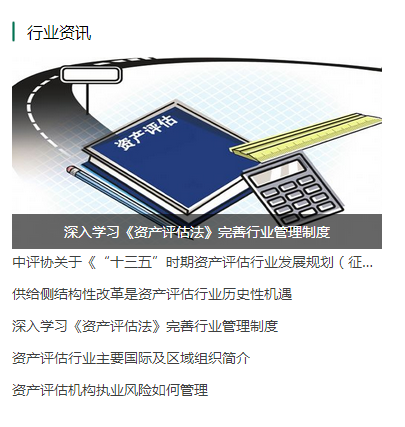 行业资讯
资产评估
深入学习《资产评估法》完善行业管理制度
中评协关于《“十三五”时期资产评估行业发展规划（征...
供给侧结构性改革是资产评估行业历史性机遇
深入学习《资产评估法》完善行业管理制度
资产评估行业主要国际及区域组织简介
资产评估机构执业风险如何管理